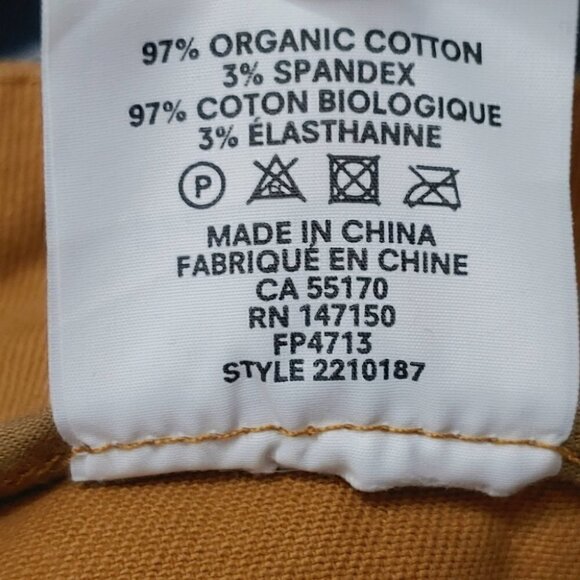 97% ORGANIC COTTON
3% SPANDEX
97% COTON BIOLOGIQUE
3% ÉLASTHANNE
P
MADE IN CHINA
FABRIQUÉ EN CHINE
CA 55170
RN 147150
FP4713
STYLE 2210187